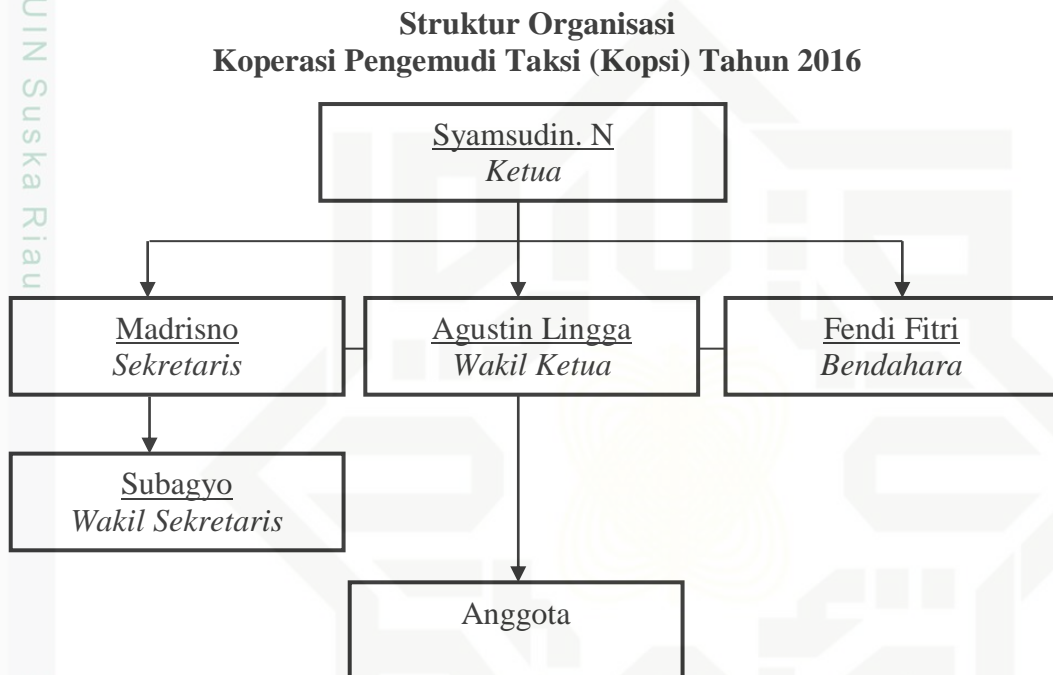 Struktur Organisasi
Koperasi Pengemudi Taksi (Kopsi) Tahun 2016
Syamsudin. N
Ketua
Madrisno
Sekretaris
Agustin Lingga
Wakil Ketua
Fendi Fitri
Bendahara
Subagyo
Wakil Sekretaris
Anggota
UIN Suska Riau